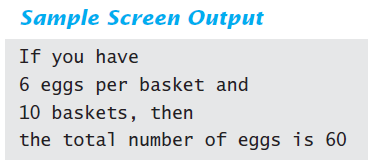 Sample Screen Output
If you have
6 eggs per basket and
10 baskets, then
the total number of eggs is 60